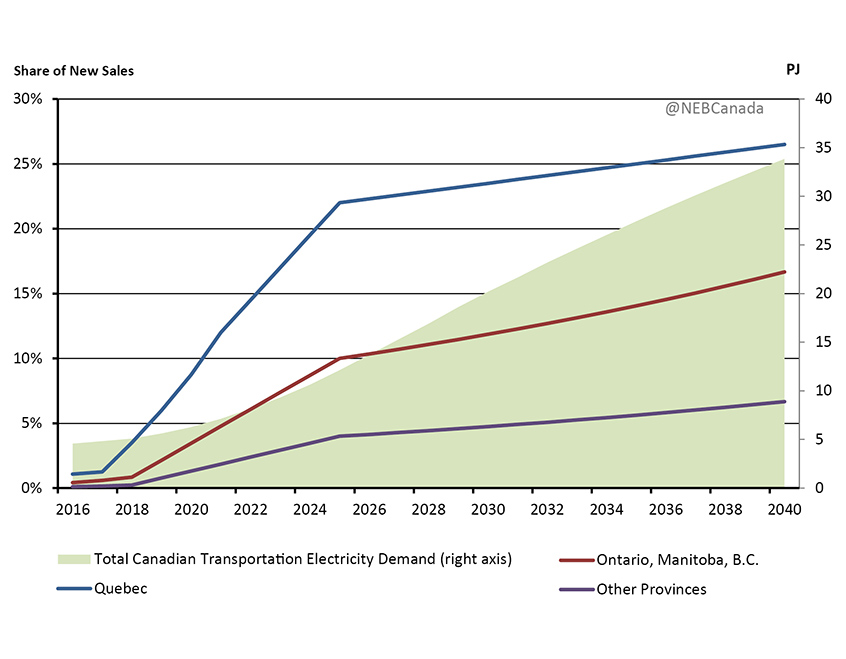 Share of New Sales PJ
@NEBCanada
30% 40
35
25%
30
20%
25
15% 20
15
10%
10
5%
5
0% 0
2016 2018 2020 2022 2024 2026 2028 2030 2032 2034 2036 2038 2040
Total Canadian Transportation Electricity Demand (right axis) Ontario, Manitoba, B.C.
Quebec Other Provinces